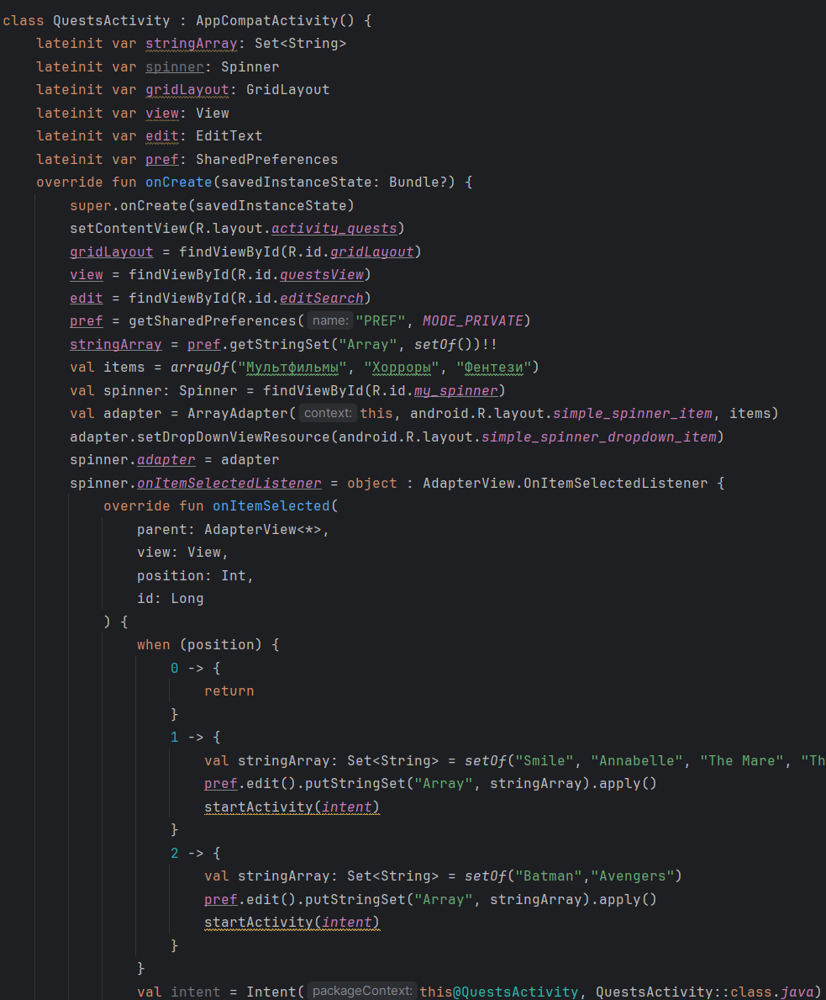 class QuestsActivity : AppCompatActivity() {
    lateinit var stringArray: Set<String>
    lateinit var spinner: Spinner
    lateinit var gridLayout: GridLayout
    lateinit var view: View
    lateinit var edit: EditText
    lateinit var pref: SharedPreferences
    override fun onCreate(savedInstanceState: Bundle?) {
        super.onCreate(savedInstanceState)
        setContentView(R.layout.activity_quests)
        gridLayout = findViewById(R.id.gridLayout)
        view = findViewById(R.id.questsView)
        edit = findViewById(R.id.editSearch)
        pref = getSharedPreferences( name: "PREF", MODE_PRIVATE)
        stringArray = pref.getStringSet("Array", setOf())!!
        val items = arrayOf("Мультфильмы", "Хорроры", "Фентези")
        val spinner: Spinner = findViewById(R.id.my_spinner)
        val adapter = ArrayAdapter( context: this, android.R.layout.simple_spinner_item, items)
        adapter.setDropDownViewResource(android.R.layout.simple_spinner_dropdown_item)
        spinner.adapter = adapter
        spinner.onItemSelectedListener = object : AdapterView.OnItemSelectedListener {
            override fun onItemSelected(
                parent: AdapterView<*>,
                view: View,
                position: Int,
                id: Long
            ) {
                when (position) {
                    0 -> {
                        return
                    }
                    1 -> {
                        val stringArray: Set<String> = setOf("Smile", "Annabelle", "The Mare", "Th
                        pref.edit().putStringSet("Array", stringArray).apply()
                        startActivity(intent)
                    }
                    2 -> {
                        val stringArray: Set<String> = setOf("Batman","Avengers")
                        pref.edit().putStringSet("Array", stringArray).apply()
                        startActivity(intent)
                    }
                }
                val intent = Intent( packageContext: this@QuestsActivity, QuestsActivity::class.java)